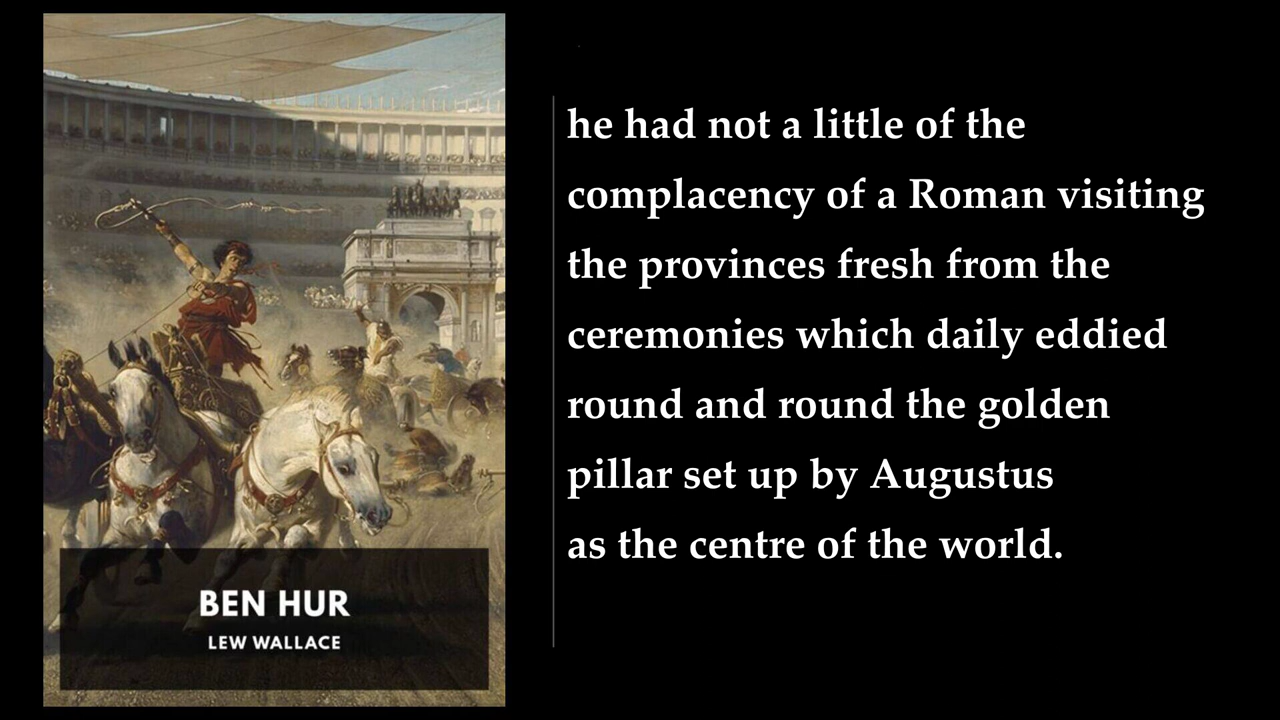 he had not a little of the
complacency of a Roman visiting
the provinces fresh from the
ceremonies which daily eddied
round and round the golden
pillar set up by Augustus
as the centre of the world.
BEN HUR
LEW WALLACE